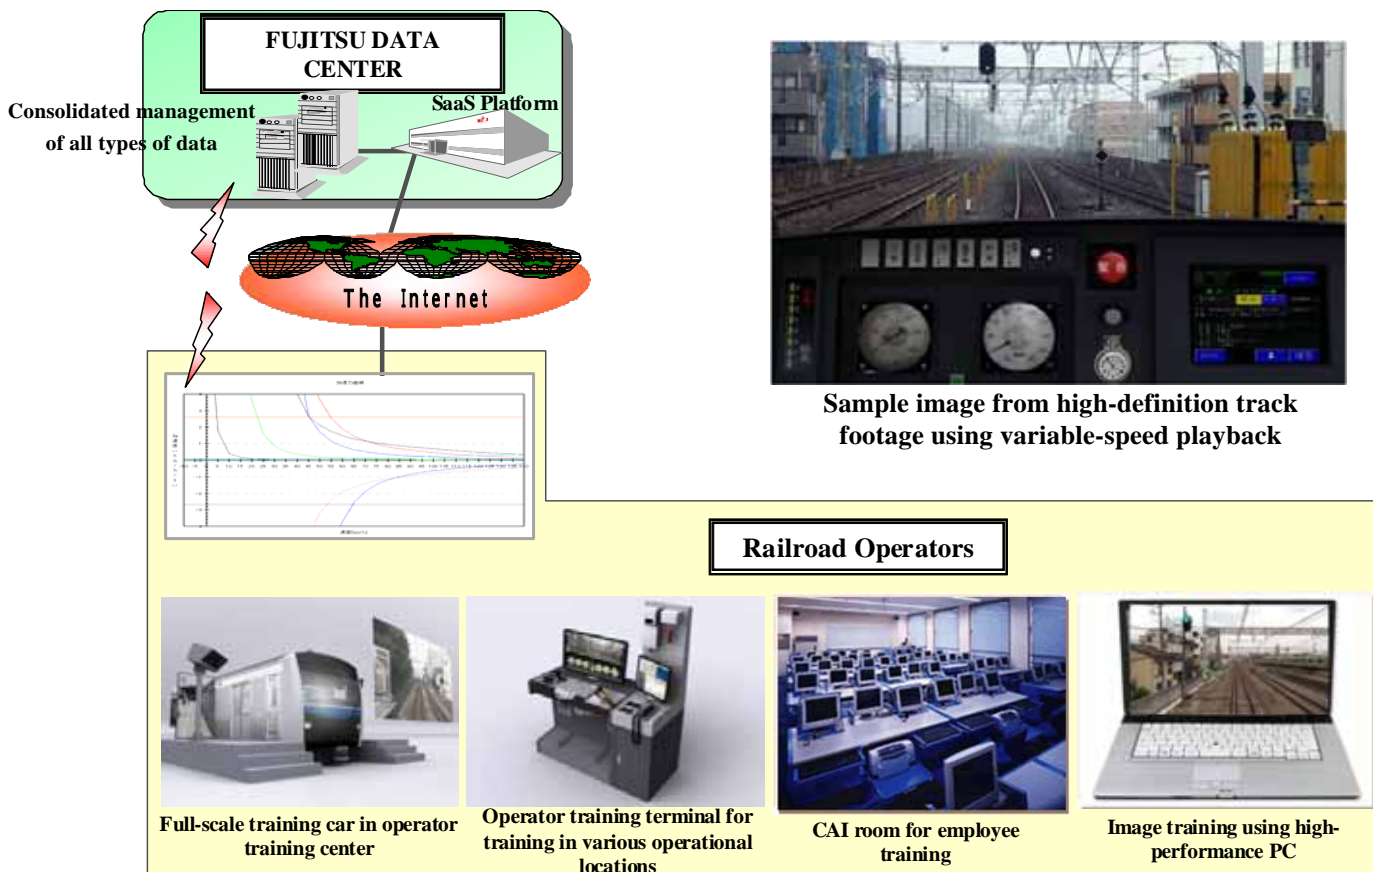 FUJITSU DATA
CENTER
Consolidated management
of all types of data
SaaS Platform
The Internet
Sample image from high-definition track
footage using variable-speed playback
Railroad Operators
Full-scale training car in operator
training center
Operator training terminal for
training in various operational
locations
CAI room for employee
training
Image training using high-
performance PC